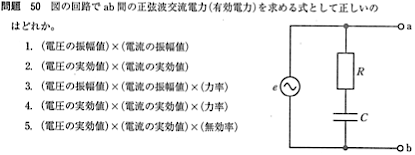 問題 50 図の回路で ab 間の正弦波交流電力(有効電力)を求める式として正しいの
はどれか。
1. (電圧の振幅値)×(電流の振幅値)
2. (電圧の実効値)×(電流の実効値)
3. (電圧の振幅値)×(電流の振幅値)×(力率)
4. (電圧の実効値)×(電流の実効値)×(力率)
5. (電圧の実効値)×(電流の実効値)×(無効率)
a
R
e
C
b